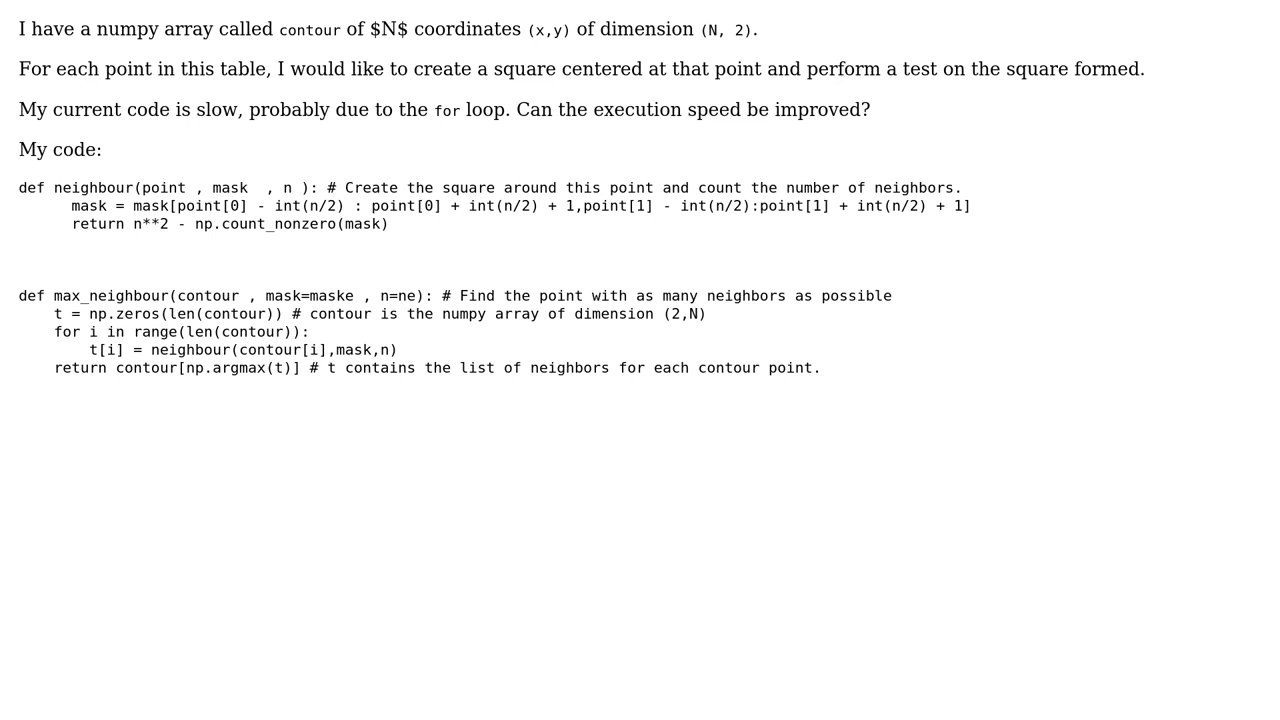 I have a numpy array called contour of $N$ coordinates (x,y) of dimension (N, 2).
For each point in this table, I would like to create a square centered at that point and perform a test on the square formed.
My current code is slow, probably due to the for loop. Can the execution speed be improved?
My code:
def neighbour(point , mask  , n ): # Create the square around this point and count the number of neighbors.
      mask = mask[point[0] - int(n/2) : point[0] + int(n/2) + 1,point[1] - int(n/2):point[1] + int(n/2) + 1]
      return n**2 - np.count_nonzero(mask)
def max_neighbour(contour , mask=maske , n=ne): # Find the point with as many neighbors as possible
    t = np.zeros(len(contour)) # contour is the numpy array of dimension (2,N)
    for i in range(len(contour)):
        t[i] = neighbour(contour[i],mask,n)
    return contour[np.argmax(t)] # t contains the list of neighbors for each contour point.